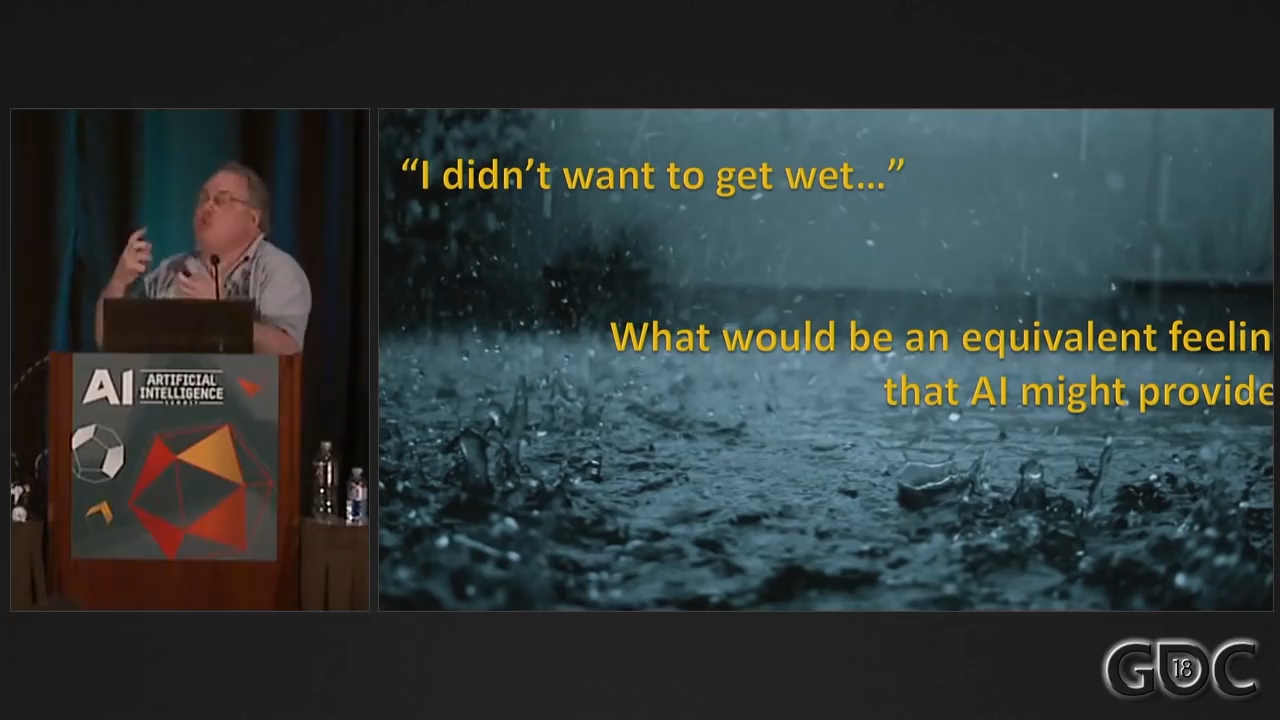 “I didn’t want to get wet…”
What would be an equivalent feelin
that AI might provide
AI ARTIFICIAL
INTELLIGENCE
SUMMIT
GDC
18